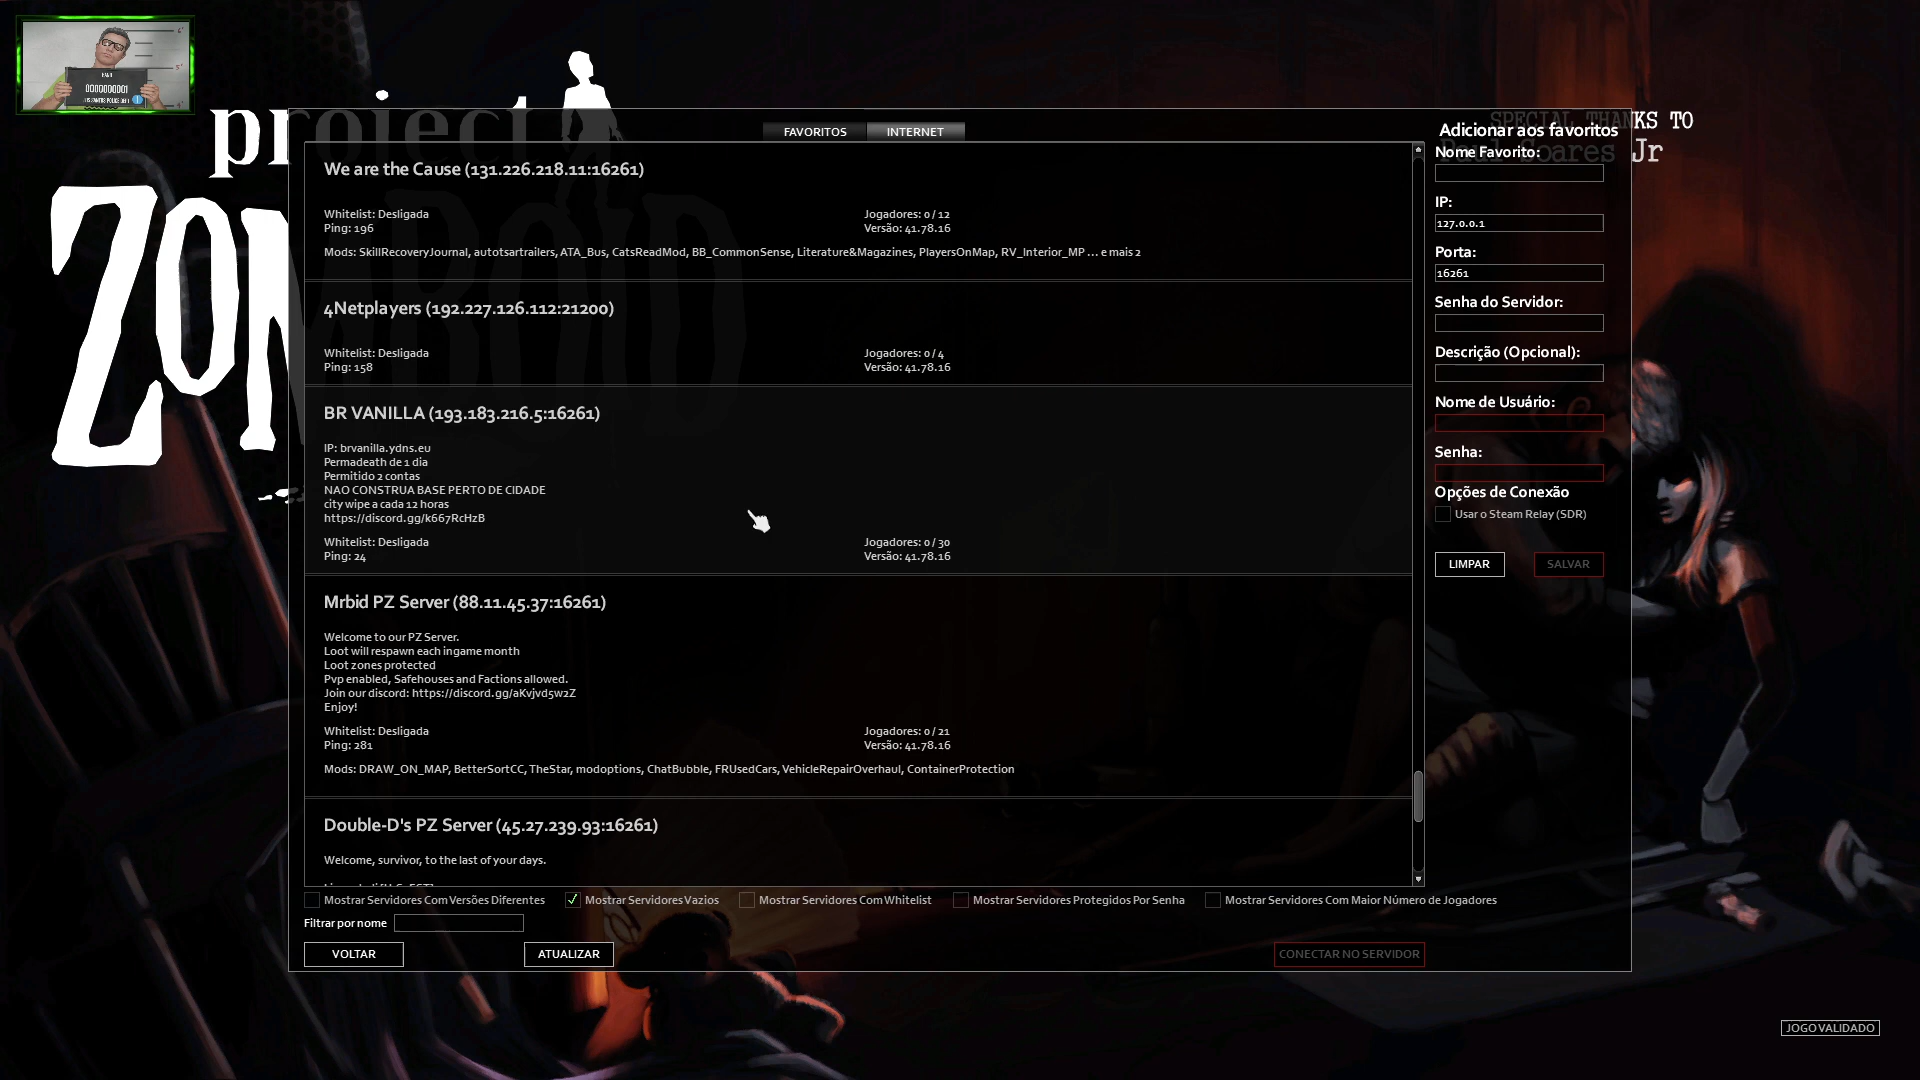 project
ZOMBOID
SPECIAL THANKS TO
Paul Soares Jr
0000000001
FAVORITOS
INTERNET
We are the Cause (131.226.218.11:16261)
Whitelist: Desligada
Jogadores: 0 / 12
Ping: 196
Versão: 41.78.16
Mods: SkillRecoveryJournal, autotsartrailers, ATA_Bus, CatsReadMod, BB_CommonSense, Literature&Magazines, PlayersOnMap, RV_Interior_MP ... e mais 2
4Netplayers (192.227.126.112:21200)
Whitelist: Desligada
Jogadores: 0 / 4
Ping: 158
Versão: 41.78.16
BR VANILLA (193.183.216.5:16261)
IP: brvanilla.ydns.eu
Permadeath de 1 dia
Permitido 2 contas
NAO CONSTRUA BASE PERTO DE CIDADE
city wipe a cada 12 horas
https://discord.gg/k667RcHzB
Whitelist: Desligada
Jogadores: 0 / 30
Ping: 24
Versão: 41.78.16
Mrbid PZ Server (88.11.45.37:16261)
Welcome to our PZ Server.
Loot will respawn each ingame month
Loot zones protected
Pvp enabled, Safehouses and Factions allowed.
Join our discord: https://discord.gg/aKvjvd5w2Z
Enjoy!
Whitelist: Desligada
Jogadores: 0 / 21
Ping: 281
Versão: 41.78.16
Mods: DRAW_ON_MAP, BetterSortCC, TheStar, modoptions, ChatBubble, FRUsedCars, VehicleRepairOverhaul, ContainerProtection
Double-D's PZ Server (45.27.239.93:16261)
Welcome, survivor, to the last of your days.
Mostrar Servidores Com Versões Diferentes
Mostrar Servidores Vazios
Mostrar Servidores Com Whitelist
Mostrar Servidores Protegidos Por Senha
Mostrar Servidores Com Maior Número de Jogadores
Filtrar por nome
VOLTAR
ATUALIZAR
CONECTAR NO SERVIDOR
Adicionar aos favoritos
Nome Favorito:
IP:
127.0.0.1
Porta:
16261
Senha do Servidor:
Descrição (Opcional):
Nome de Usuário:
Senha:
Opções de Conexão
Usar o Steam Relay (SDR)
LIMPAR
SALVAR
JOGO VALIDADO